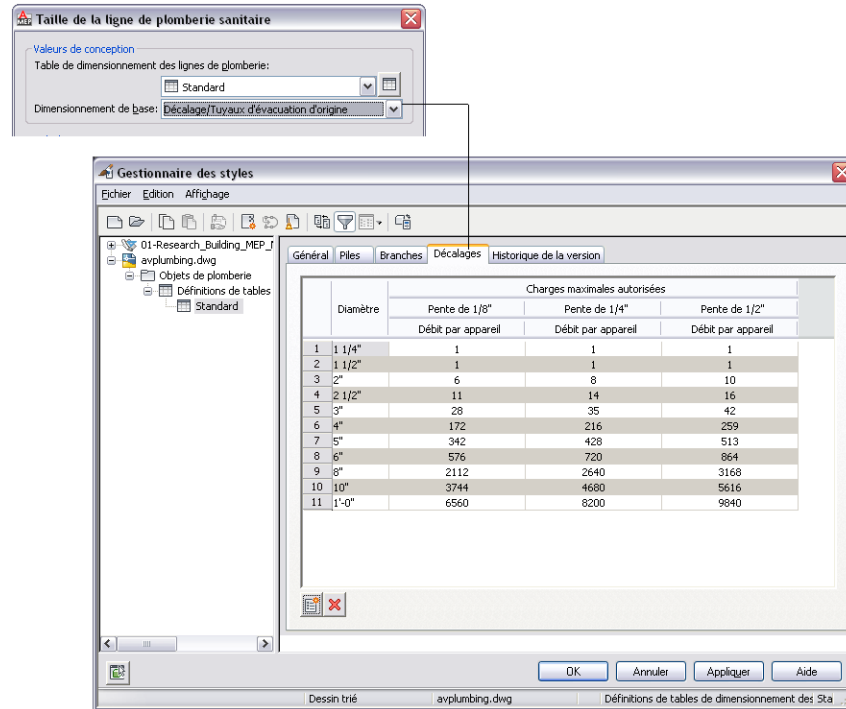 Taille de la ligne de plomberie sanitaire
Valeurs de conception
Table de dimensionnement des lignes de plomberie:
Standard
Dimensionnement de base: Décalage/Tuyaux d'évacuation d'origine
Gestionnaire des styles
Fichier Edition Affichage
01-Research_Building_MEP_
avplumbing.dwg
Objets de plomberie
Définitions de tables
Standard
Général Piles Branches Décalages Historique de la version
Charges maximales autorisées
Diamètre Pente de 1/8" Pente de 1/4" Pente de 1/2"
Débit par appareil Débit par appareil Débit par appareil
1 1 1/4" 1 1 1
2 1 1/2" 1 1 1
3 2" 6 8 10
4 2 1/2" 11 14 16
5 3" 28 35 42
6 4" 172 216 259
7 5" 342 428 513
8 6" 576 720 864
9 8" 2112 2640 3168
10 10" 3744 4680 5616
11 1'-0" 6560 8200 9840
OK Annuler Appliquer Aide
Dessin trié avplumbing.dwg Définitions de tables de dimensionnement des Sta